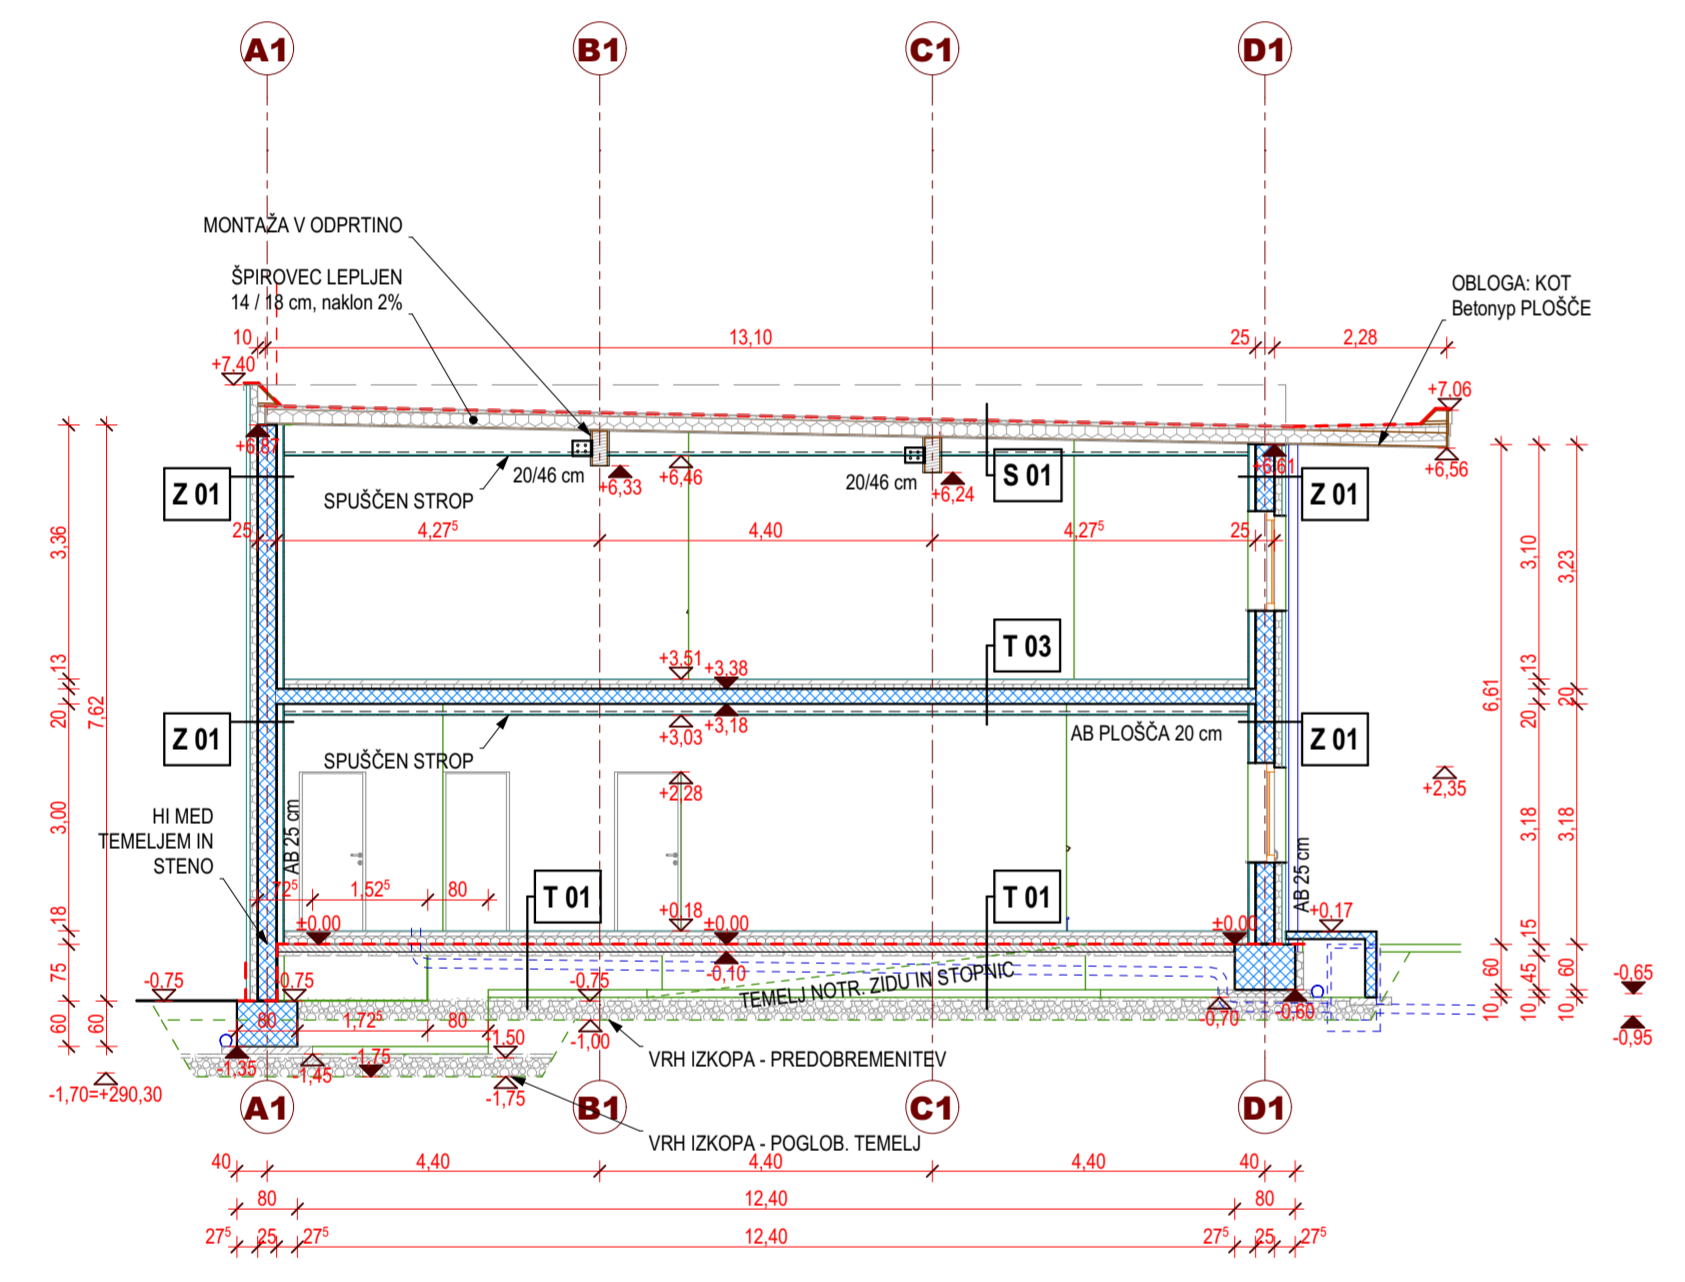 A1
B1
C1
D1
MONTAŽA V ODPRTINO
ŠPIROVEC LEPLJEN
14 / 18 cm, naklon 2%
OBLOGA: KOT
Betonyp PLOŠČE
10
13,10
25
2,28
+7,40
+7,06
+6,87
+6,61
+6,56
20/46 cm
+6,33
+6,46
20/46 cm
+6,24
S 01
Z 01
Z 01
SPUŠČEN STROP
25
4,27⁵
4,40
4,27⁵
25
3,36
3,10
3,23
T 03
+3,51
+3,38
13
20
7,62
6,61
13
20
20
+3,18
+3,03
Z 01
Z 01
AB PLOŠČA 20 cm
SPUŠČEN STROP
+2,28
+2,35
3,00
3,18
3,18
HI MED
TEMELJEM IN
STENO
AB 25 cm
AB 25 cm
72⁵
1,52⁵
80
T 01
T 01
+0,18
±0,00
±0,00
±0,00
+0,17
18
15
75
-0,10
60
45
60
-0,75
-0,75
-0,75
TEMELJ NOTR. ZIDU IN STOPNIC
-0,65
60
60
80
1,72⁵
80
-1,50
-1,00
-0,70
-0,60
10
10
10
-0,95
VRH IZKOPA - PREDOBREMENITEV
-1,35
-1,45
-1,75
-1,75
-1,70=+290,30
A1
B1
C1
D1
VRH IZKOPA - POGLOB. TEMELJ
40
4,40
4,40
4,40
40
80
12,40
80
27⁵
25
27⁵
12,40
27⁵
25
27⁵